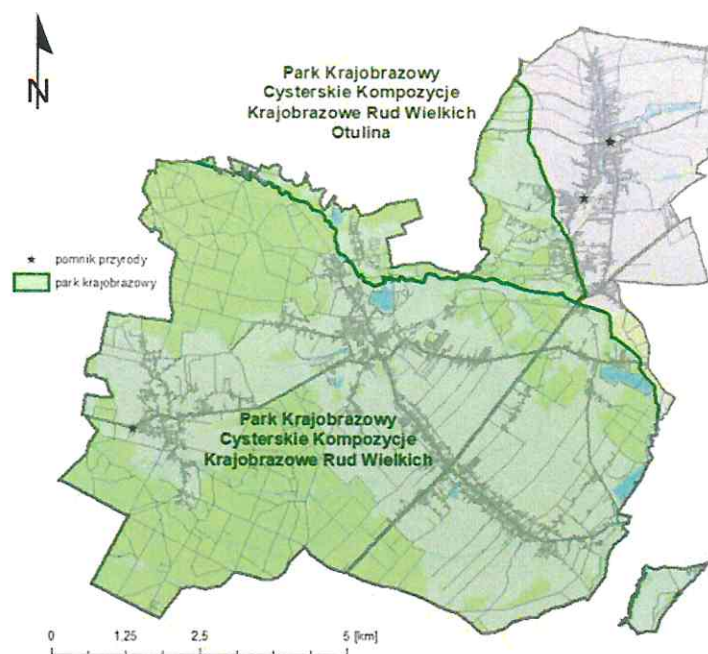 N
Park Krajobrazowy
Cysterskie Kompozycje
Krajobrazowe Rud Wielkich
Otulina
pomnik przyrody
park krajobrazowy
Park Krajobrazowy
Cysterskie Kompozycje
Krajobrazowe Rud Wielkich
0 1,25 2,5 5 [km]